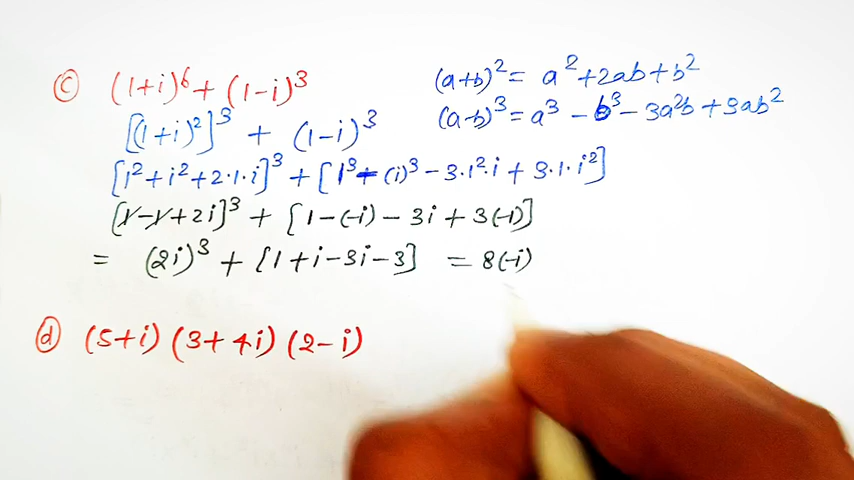 ⓒ (1+i)^6 + (1-i)^3
(a+b)^2 = a^2+2ab+b^2
[(1+i)^2]^3 + (1-i)^3
(a-b)^3 = a^3 - b^3 - 3a^2b + 3ab^2
[1^2+i^2+2·1·i]^3 + [1^3-(i)^3-3·1^2·i+3·1·i^2]
[1-1+2i]^3 + [1-(-i)-3i+3(-1)]
= (2i)^3 + [1+i-3i-3] = 8(-i)
ⓓ (5+i)(3+4i)(2-i)